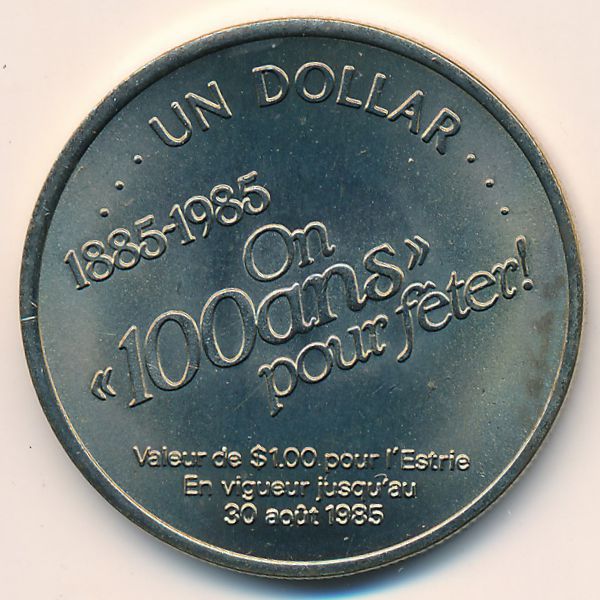 UN DOLLAR
1885-1985
On
«100ans»
pour fêter!
Valeur de $1.00 pour l'Estrie
En vigueur jusqu'au
30 août 1985